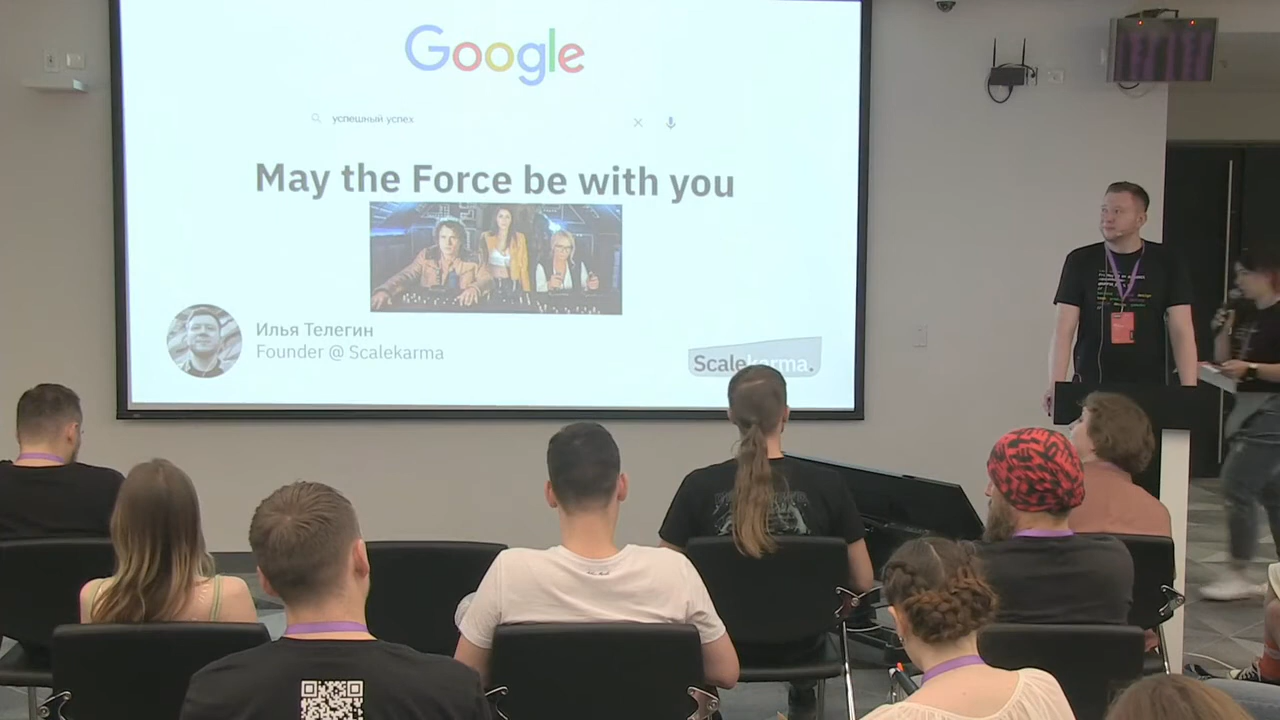 Google
успешный успех
May the Force be with you
Илья Телегин
Founder @ Scalekarma
Scalekarma.